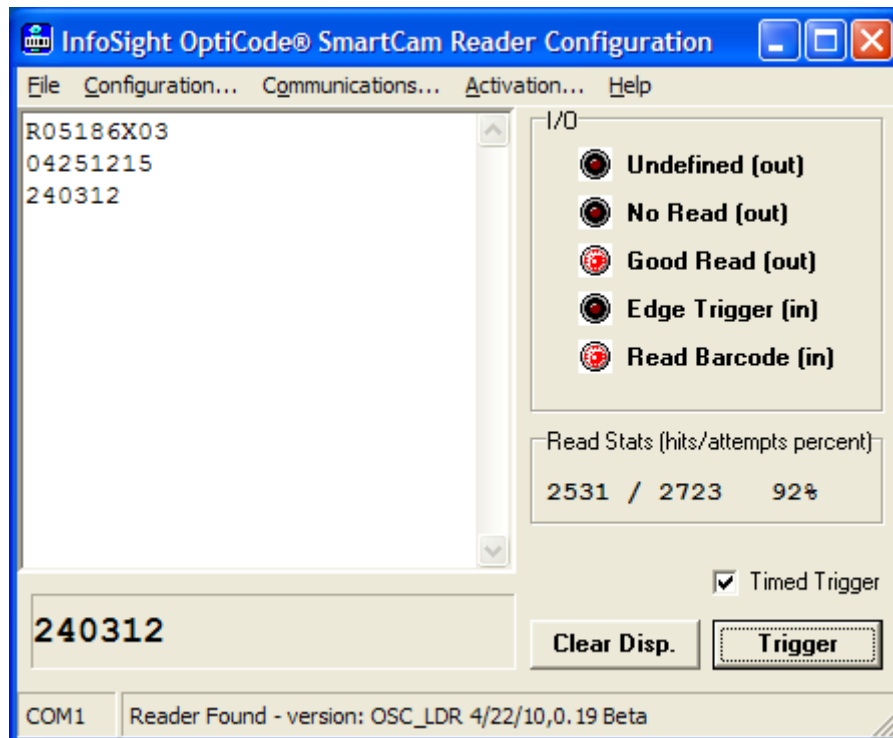 InfoSight OptiCode® SmartCam Reader Configuration
File Configuration... Communications... Activation... Help
R05186X03
04251215
240312
I/O
Undefined (out)
No Read (out)
Good Read (out)
Edge Trigger (in)
Read Barcode (in)
Read Stats (hits/attempts percent)
2531 / 2723 92%
Timed Trigger
240312
Clear Disp. Trigger
COM1 Reader Found - version: OSC_LDR 4/22/10,0.19 Beta